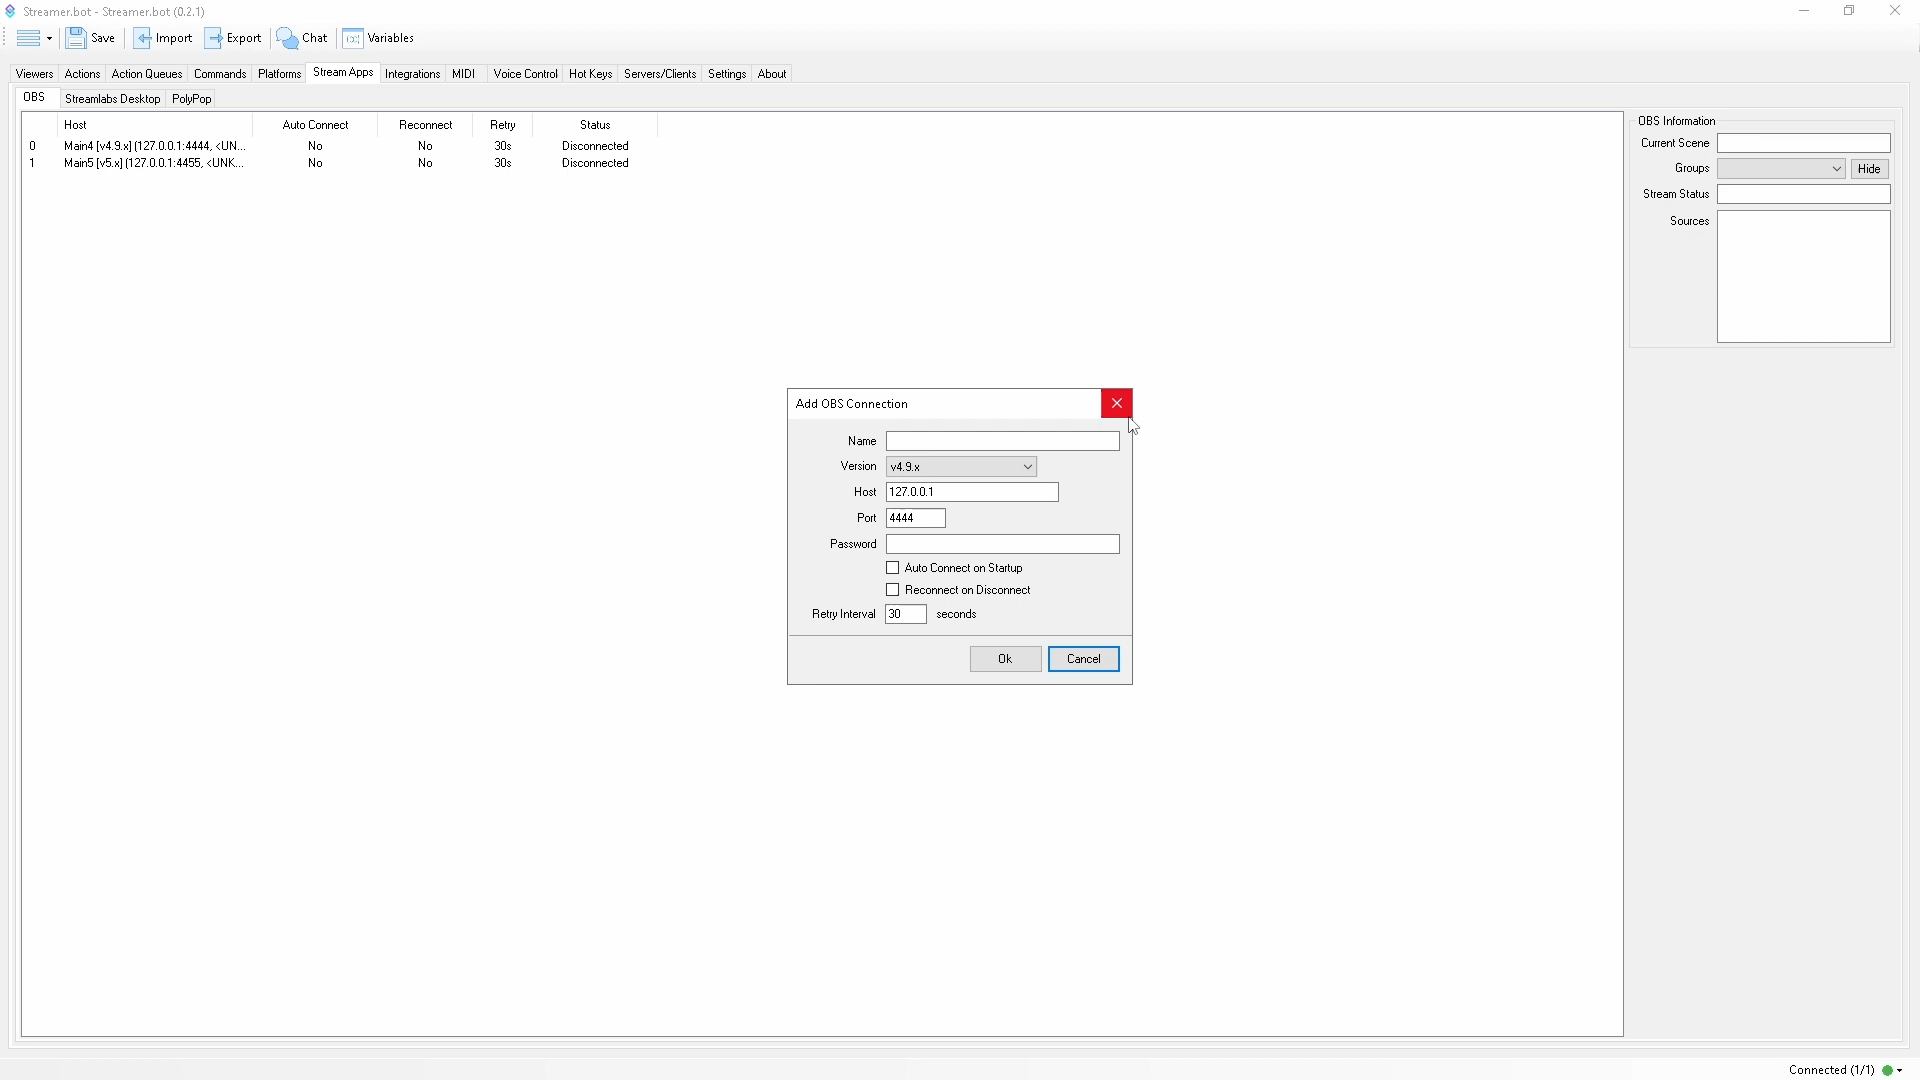 Streamer.bot - Streamer.bot (0.2.1)
Save Import Export Chat Variables
Viewers Actions Action Queues Commands Platforms Stream Apps Integrations MIDI Voice Control Hot Keys Servers/Clients Settings About
OBS Streamlabs Desktop PolyPop
Host Auto Connect Reconnect Retry Status
0 Main4 [v4.9.x] (127.0.0.1:4444, <UN... No No 30s Disconnected
1 Main5 [v5.x] (127.0.0.1:4455, <UNK... No No 30s Disconnected
OBS Information
Current Scene
Groups Hide
Stream Status
Sources
Add OBS Connection
Name
Version v4.9.x
Host 127.0.0.1
Port 4444
Password
Auto Connect on Startup
Reconnect on Disconnect
Retry Interval 30 seconds
Ok Cancel
Connected (1/1)